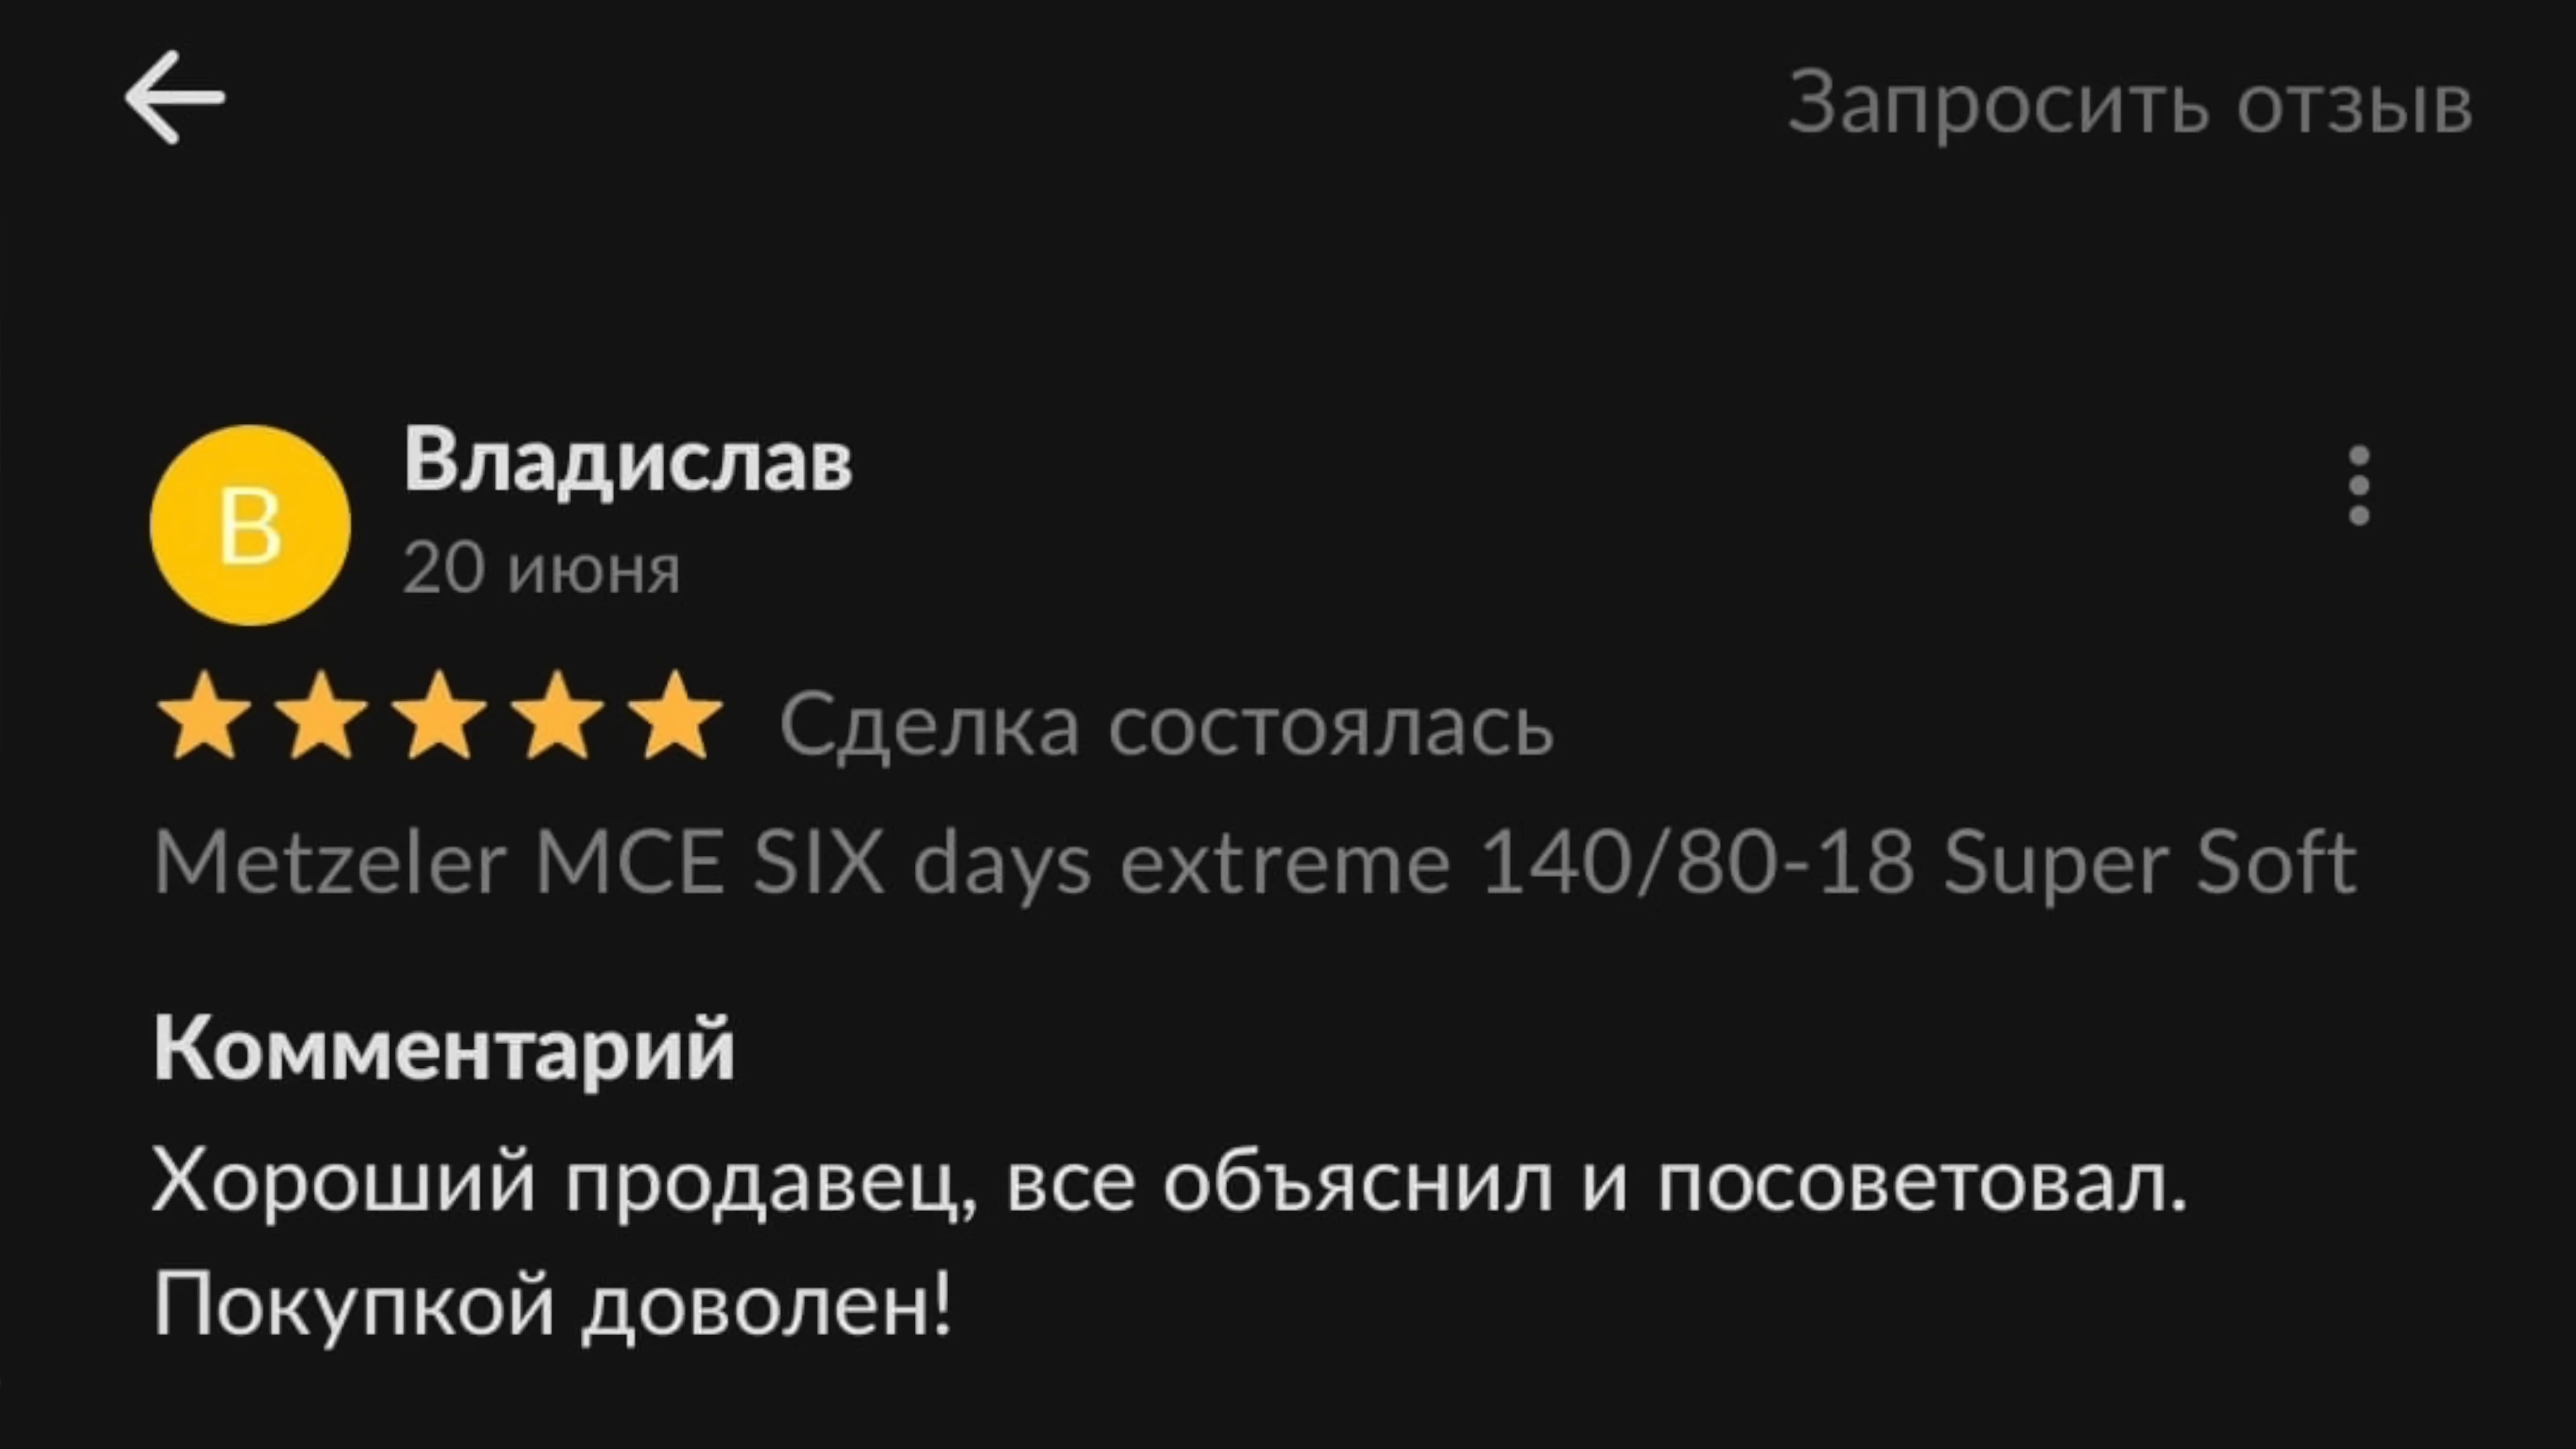 Запросить отзыв
В
Владислав
20 июня
Сделка состоялась
Metzeler MCE SIX days extreme 140/80-18 Super Soft
Комментарий
Хороший продавец, все объяснил и посоветовал.
Покупкой доволен!